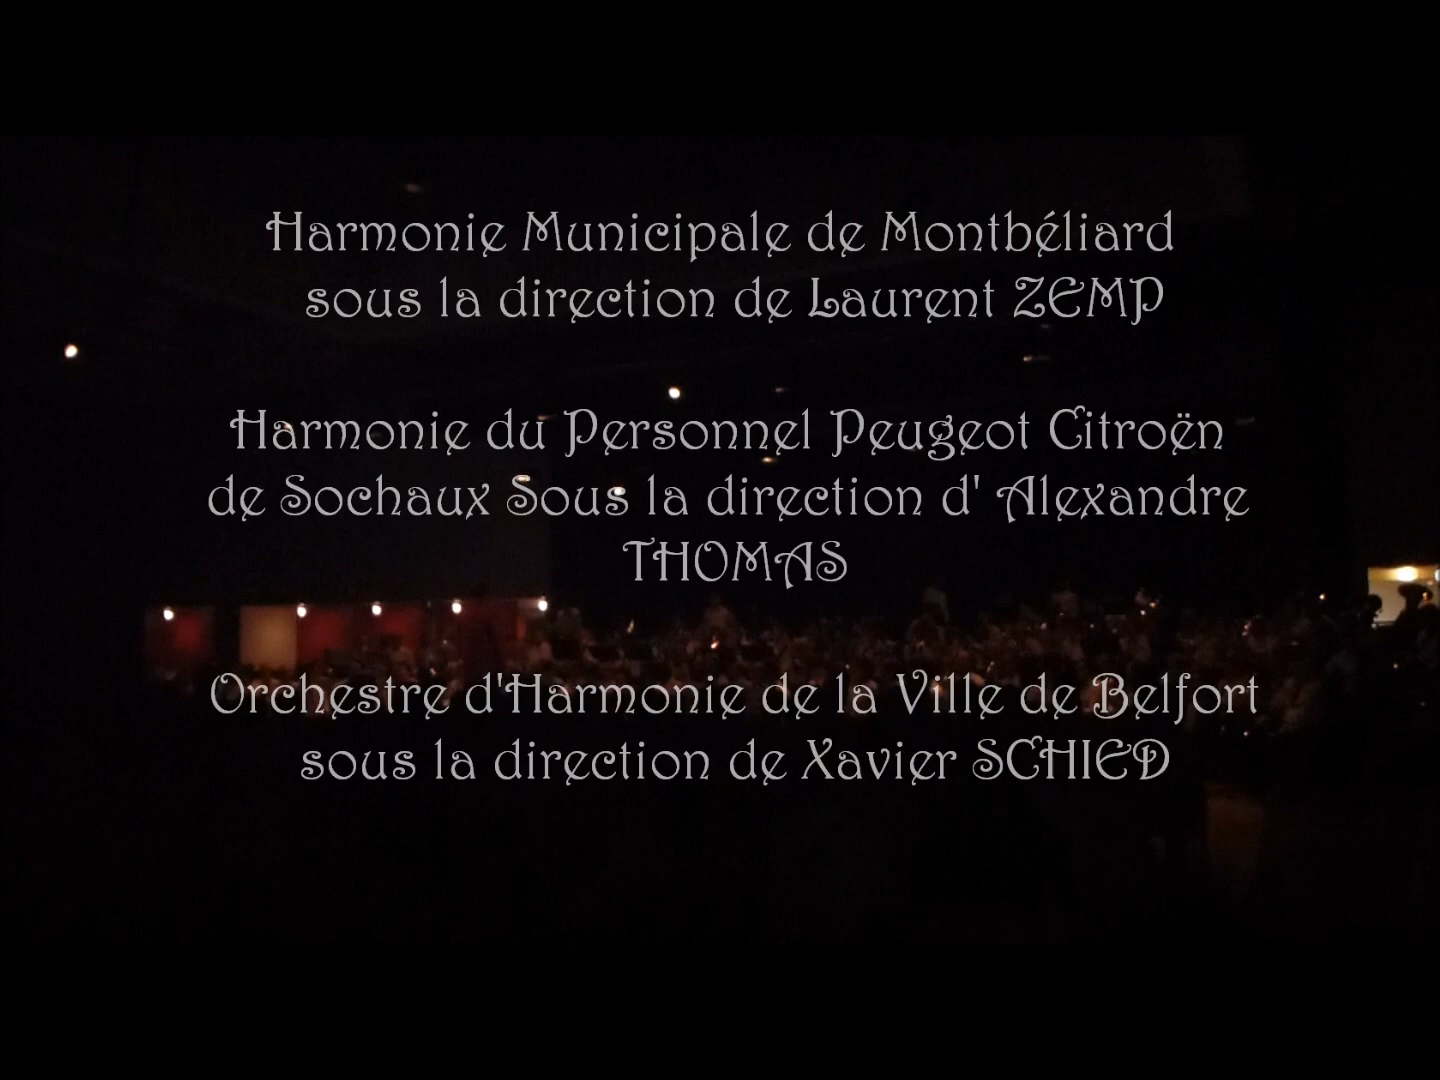 Harmonie Municipale de Montbéliard
sous la direction de Laurent ZEMP
Harmonie du Personnel Peugeot Citroën
de Sochaux Sous la direction d' Alexandre
THOMAS
Orchestre d'Harmonie de la Ville de Belfort
sous la direction de Xavier SCHIED